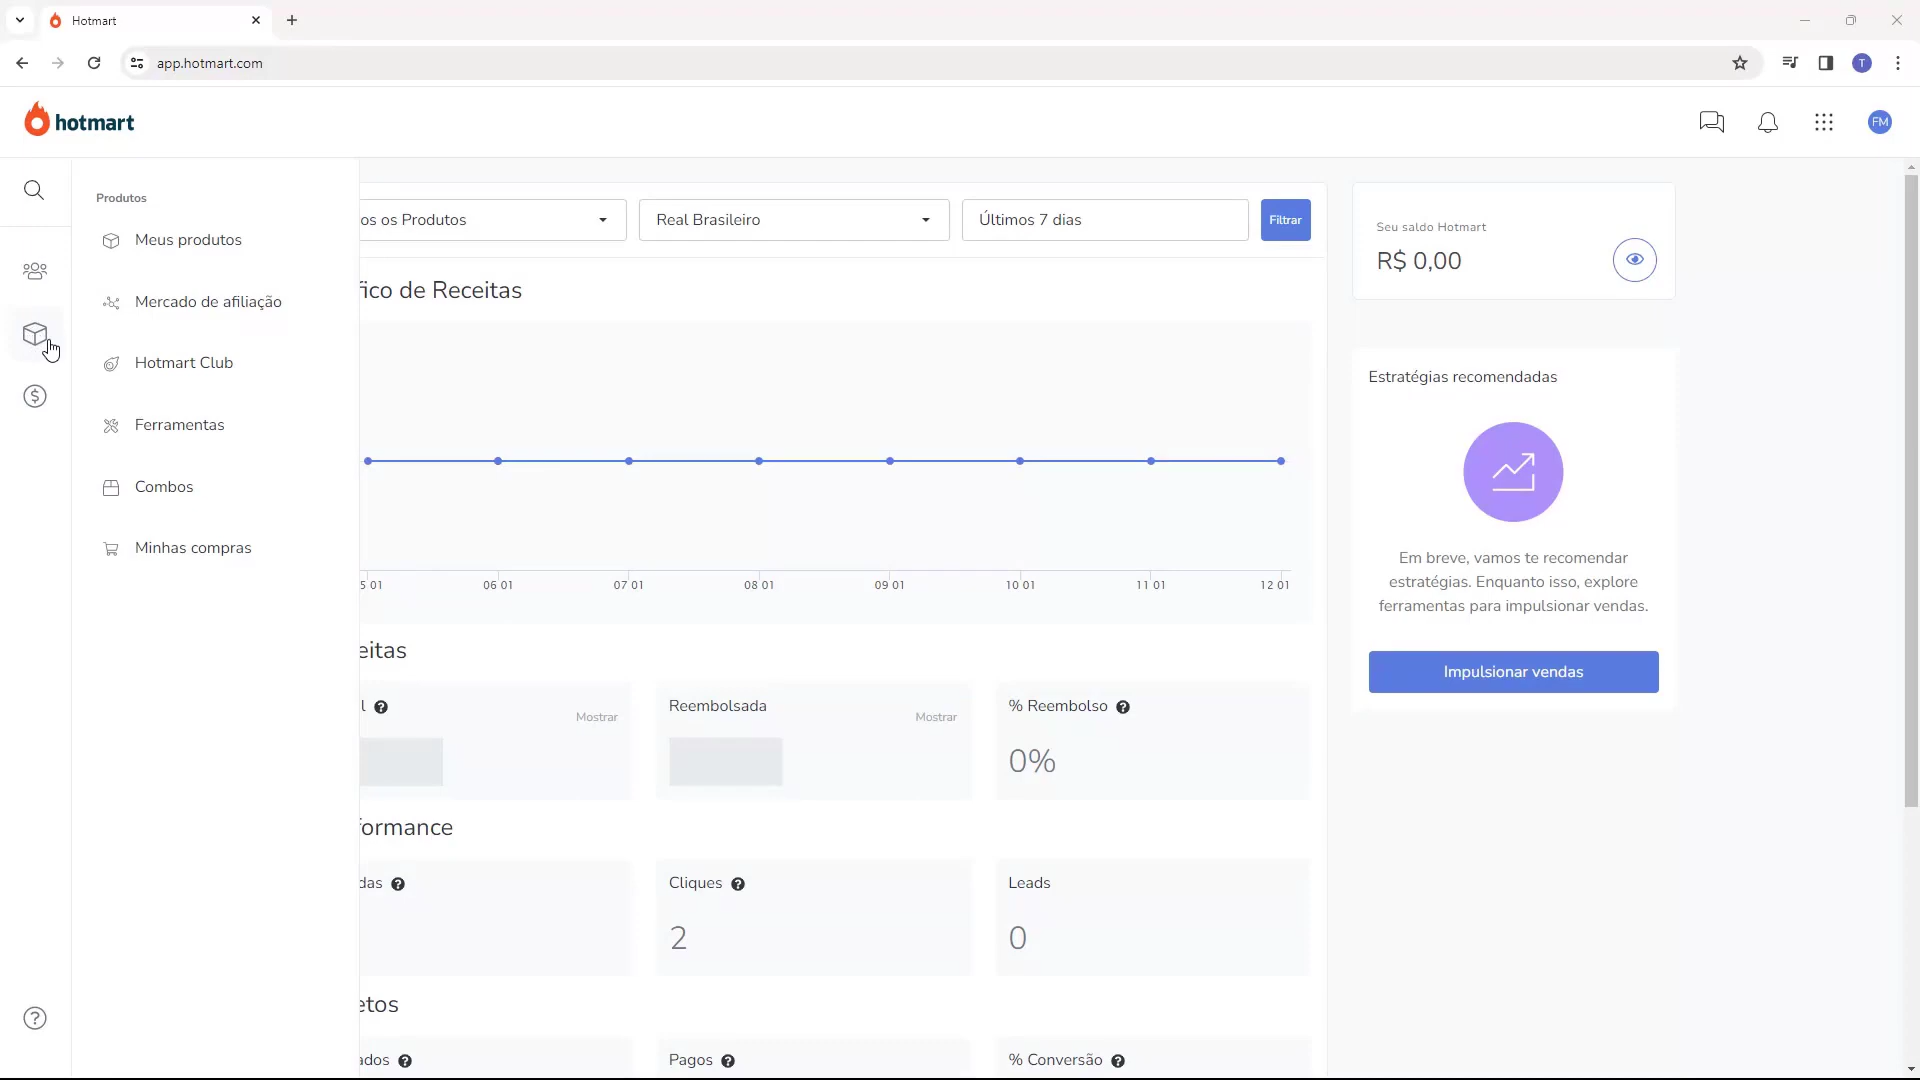 Hotmart
app.hotmart.com
T
hotmart
FM
Produtos
Meus produtos
Mercado de afiliação
Hotmart Club
Ferramentas
Combos
Minhas compras
os os Produtos
Real Brasileiro
Últimos 7 dias
Filtrar
fico de Receitas
5 01
06 01
07 01
08 01
09 01
10 01
11 01
12 01
eitas
l
Mostrar
Reembolsada
Mostrar
% Reembolso
0%
formance
das
Cliques
2
Leads
0
etos
ados
Pagos
% Conversão
Seu saldo Hotmart
R$ 0,00
Estratégias recomendadas
Em breve, vamos te recomendar
estratégias. Enquanto isso, explore
ferramentas para impulsionar vendas.
Impulsionar vendas